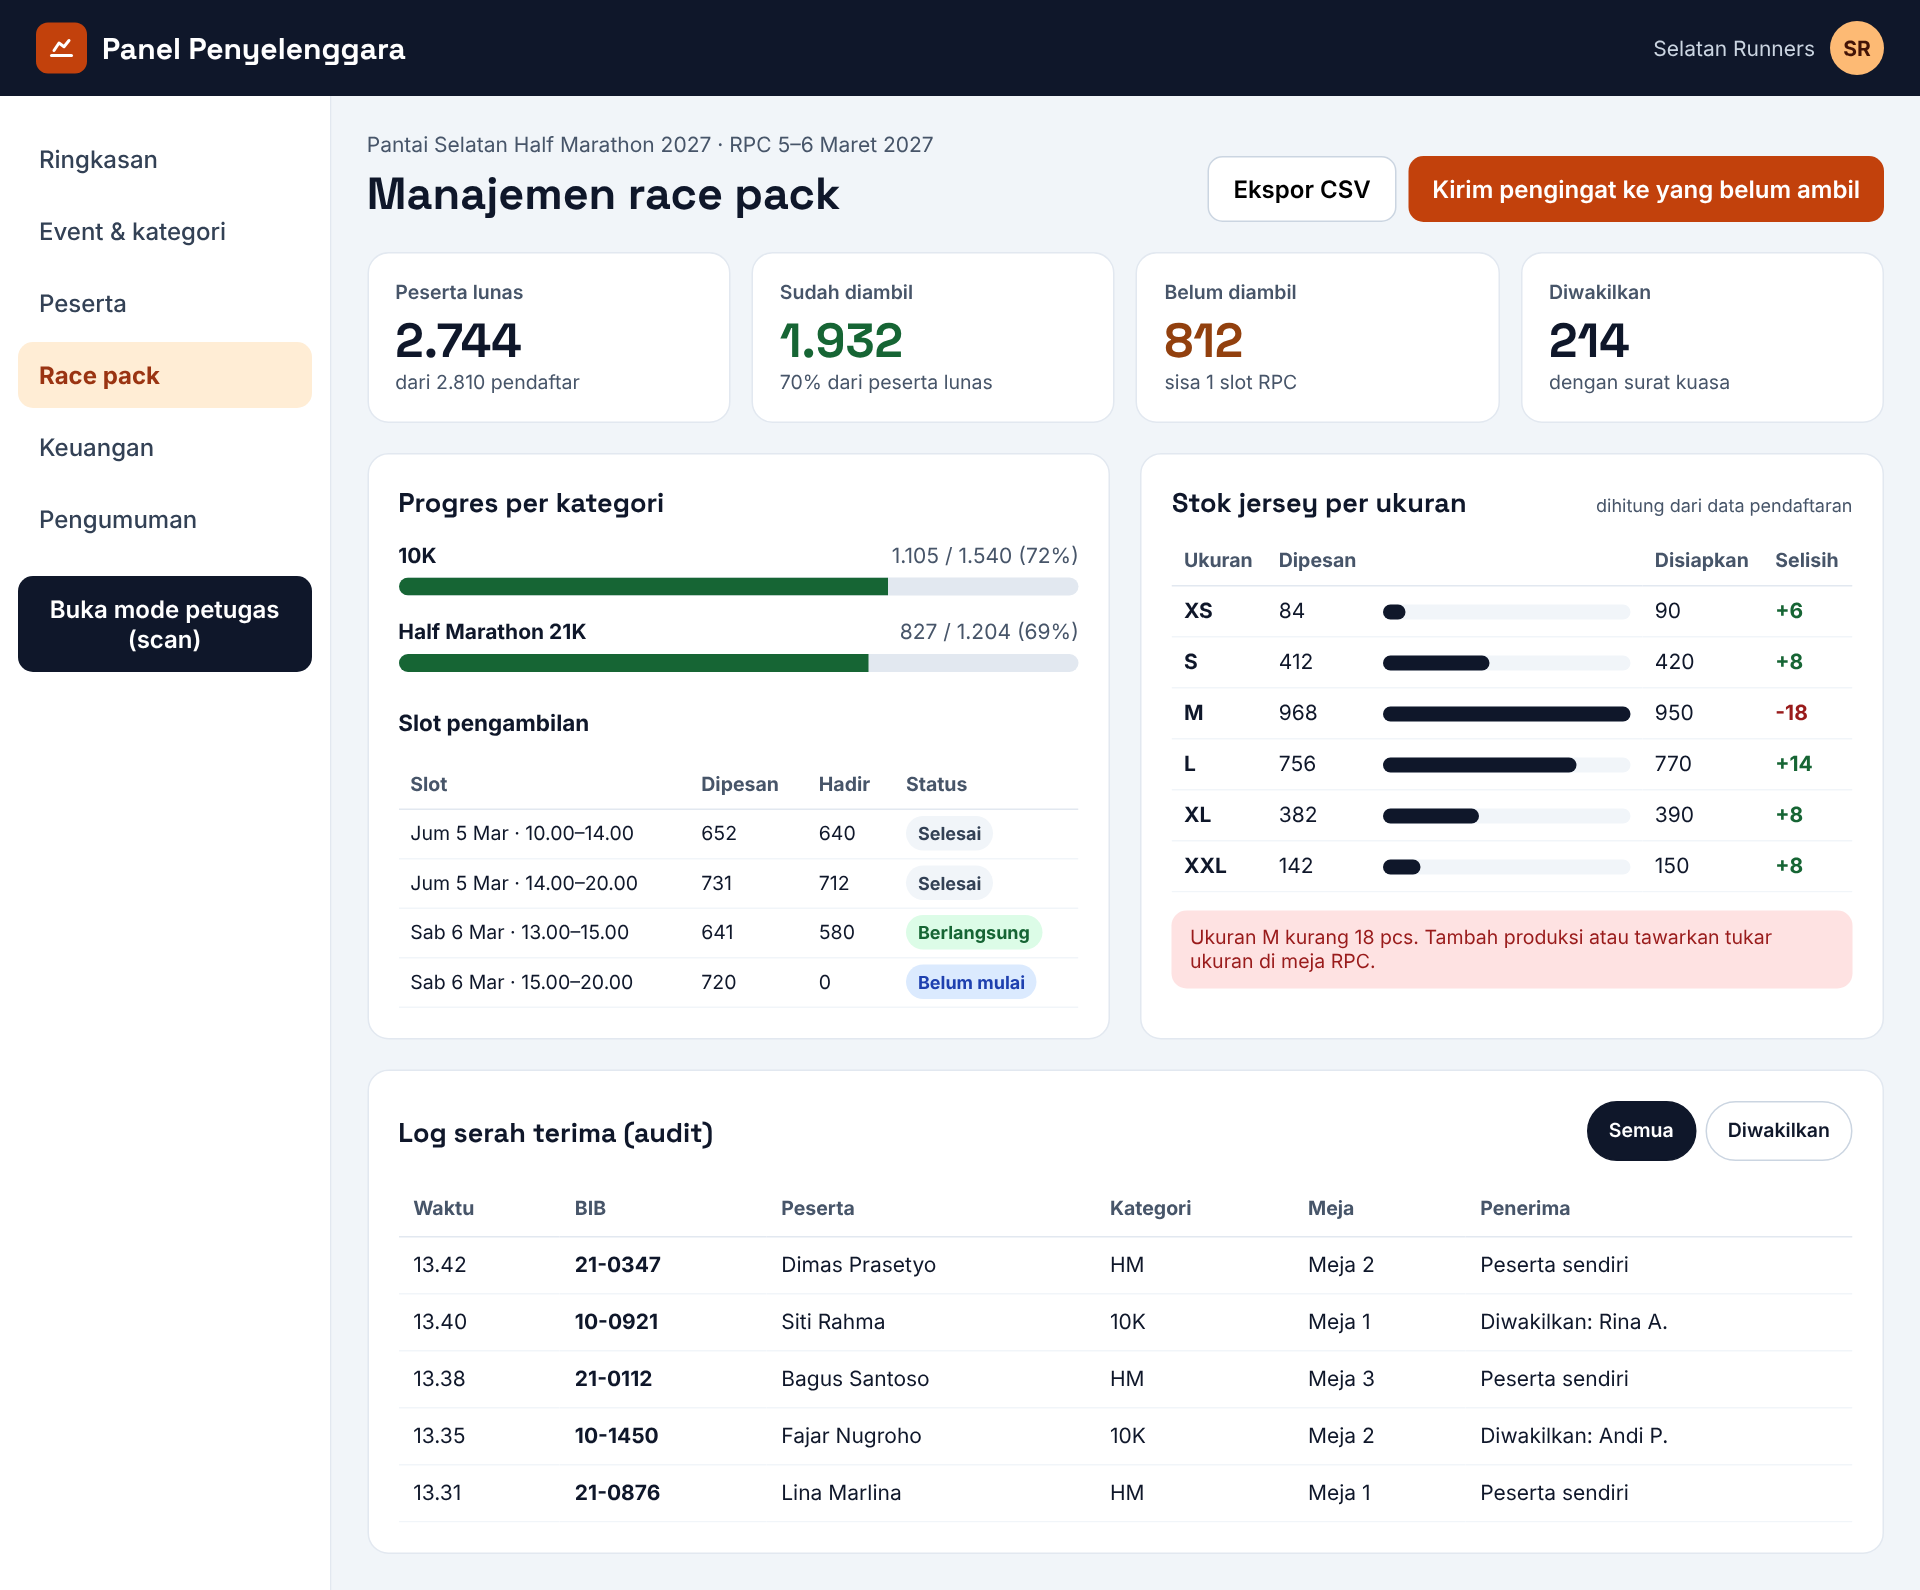 Panel Penyelenggara
Selatan Runners
SR
Ringkasan
Event & kategori
Peserta
Race pack
Keuangan
Pengumuman
Buka mode petugas
(scan)
Pantai Selatan Half Marathon 2027 · RPC 5–6 Maret 2027
Manajemen race pack
Ekspor CSV
Kirim pengingat ke yang belum ambil
Peserta lunas
2.744
dari 2.810 pendaftar
Sudah diambil
1.932
70% dari peserta lunas
Belum diambil
812
sisa 1 slot RPC
Diwakilkan
214
dengan surat kuasa
Progres per kategori
10K 1.105 / 1.540 (72%)
Half Marathon 21K 827 / 1.204 (69%)
Slot pengambilan
Slot Dipesan Hadir Status
Jum 5 Mar · 10.00–14.00 652 640 Selesai
Jum 5 Mar · 14.00–20.00 731 712 Selesai
Sab 6 Mar · 13.00–15.00 641 580 Berlangsung
Sab 6 Mar · 15.00–20.00 720 0 Belum mulai
Stok jersey per ukuran
dihitung dari data pendaftaran
Ukuran Dipesan Disiapkan Selisih
XS 84 90 +6
S 412 420 +8
M 968 950 -18
L 756 770 +14
XL 382 390 +8
XXL 142 150 +8
Ukuran M kurang 18 pcs. Tambah produksi atau tawarkan tukar
ukuran di meja RPC.
Log serah terima (audit)
Semua
Diwakilkan
Waktu BIB Peserta Kategori Meja Penerima
13.42 21-0347 Dimas Prasetyo HM Meja 2 Peserta sendiri
13.40 10-0921 Siti Rahma 10K Meja 1 Diwakilkan: Rina A.
13.38 21-0112 Bagus Santoso HM Meja 3 Peserta sendiri
13.35 10-1450 Fajar Nugroho 10K Meja 2 Diwakilkan: Andi P.
13.31 21-0876 Lina Marlina HM Meja 1 Peserta sendiri